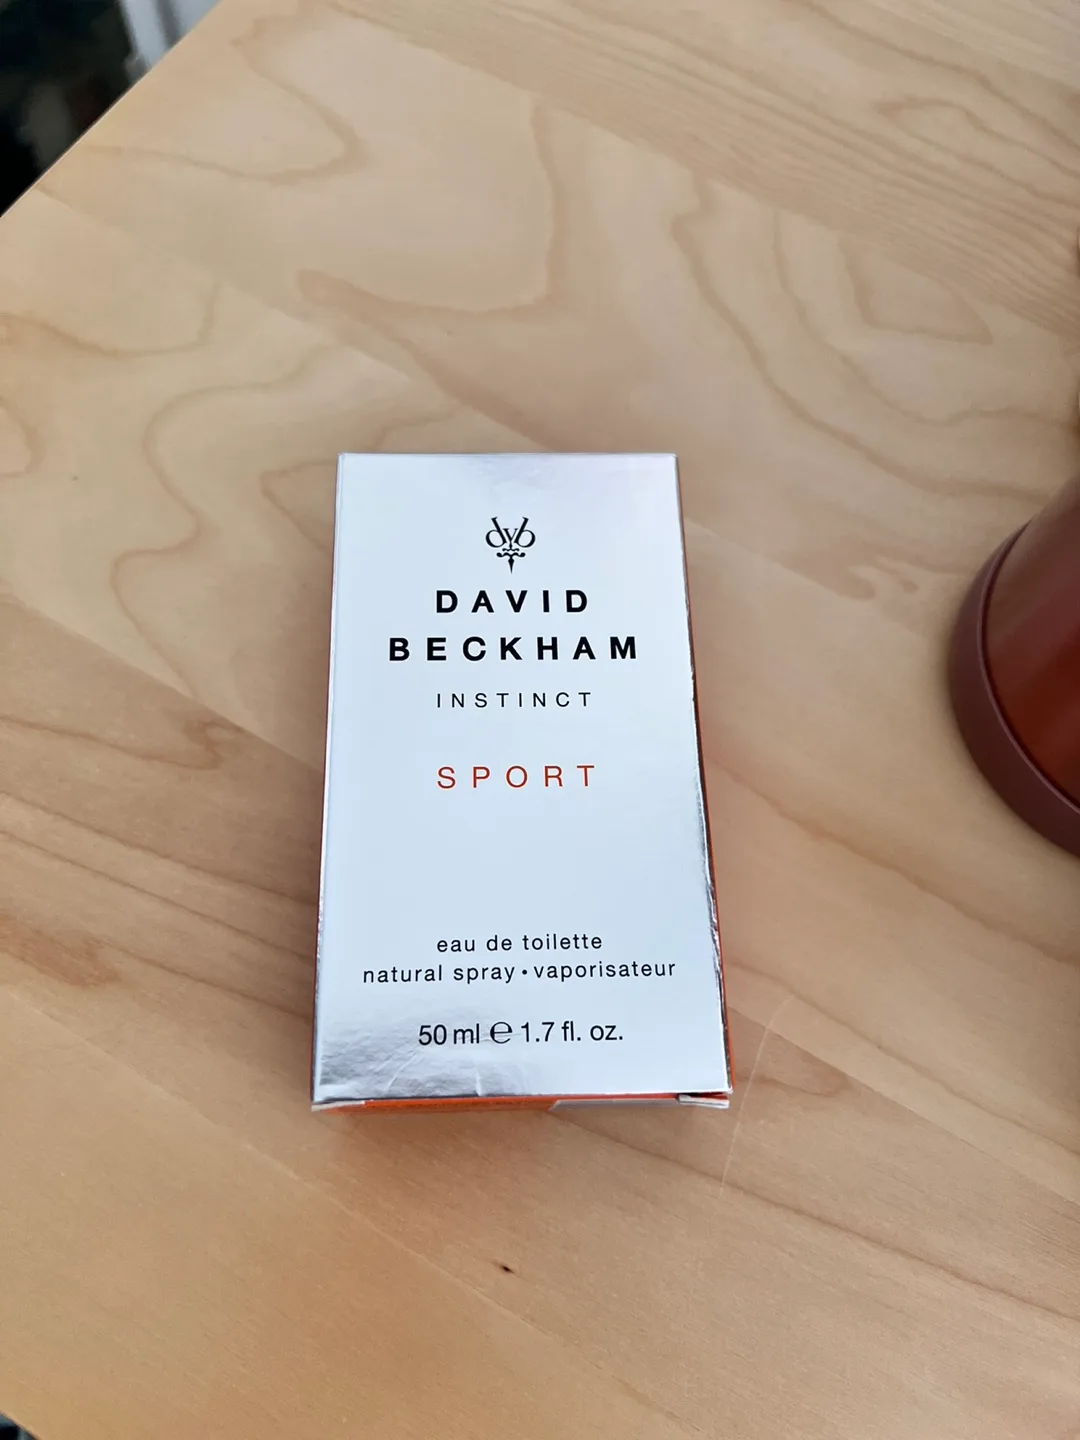 dvb
DAVID
BECKHAM
INSTINCT
SPORT
eau de toilette
natural spray • vaporisateur
50 ml ℮ 1.7 fl. oz.